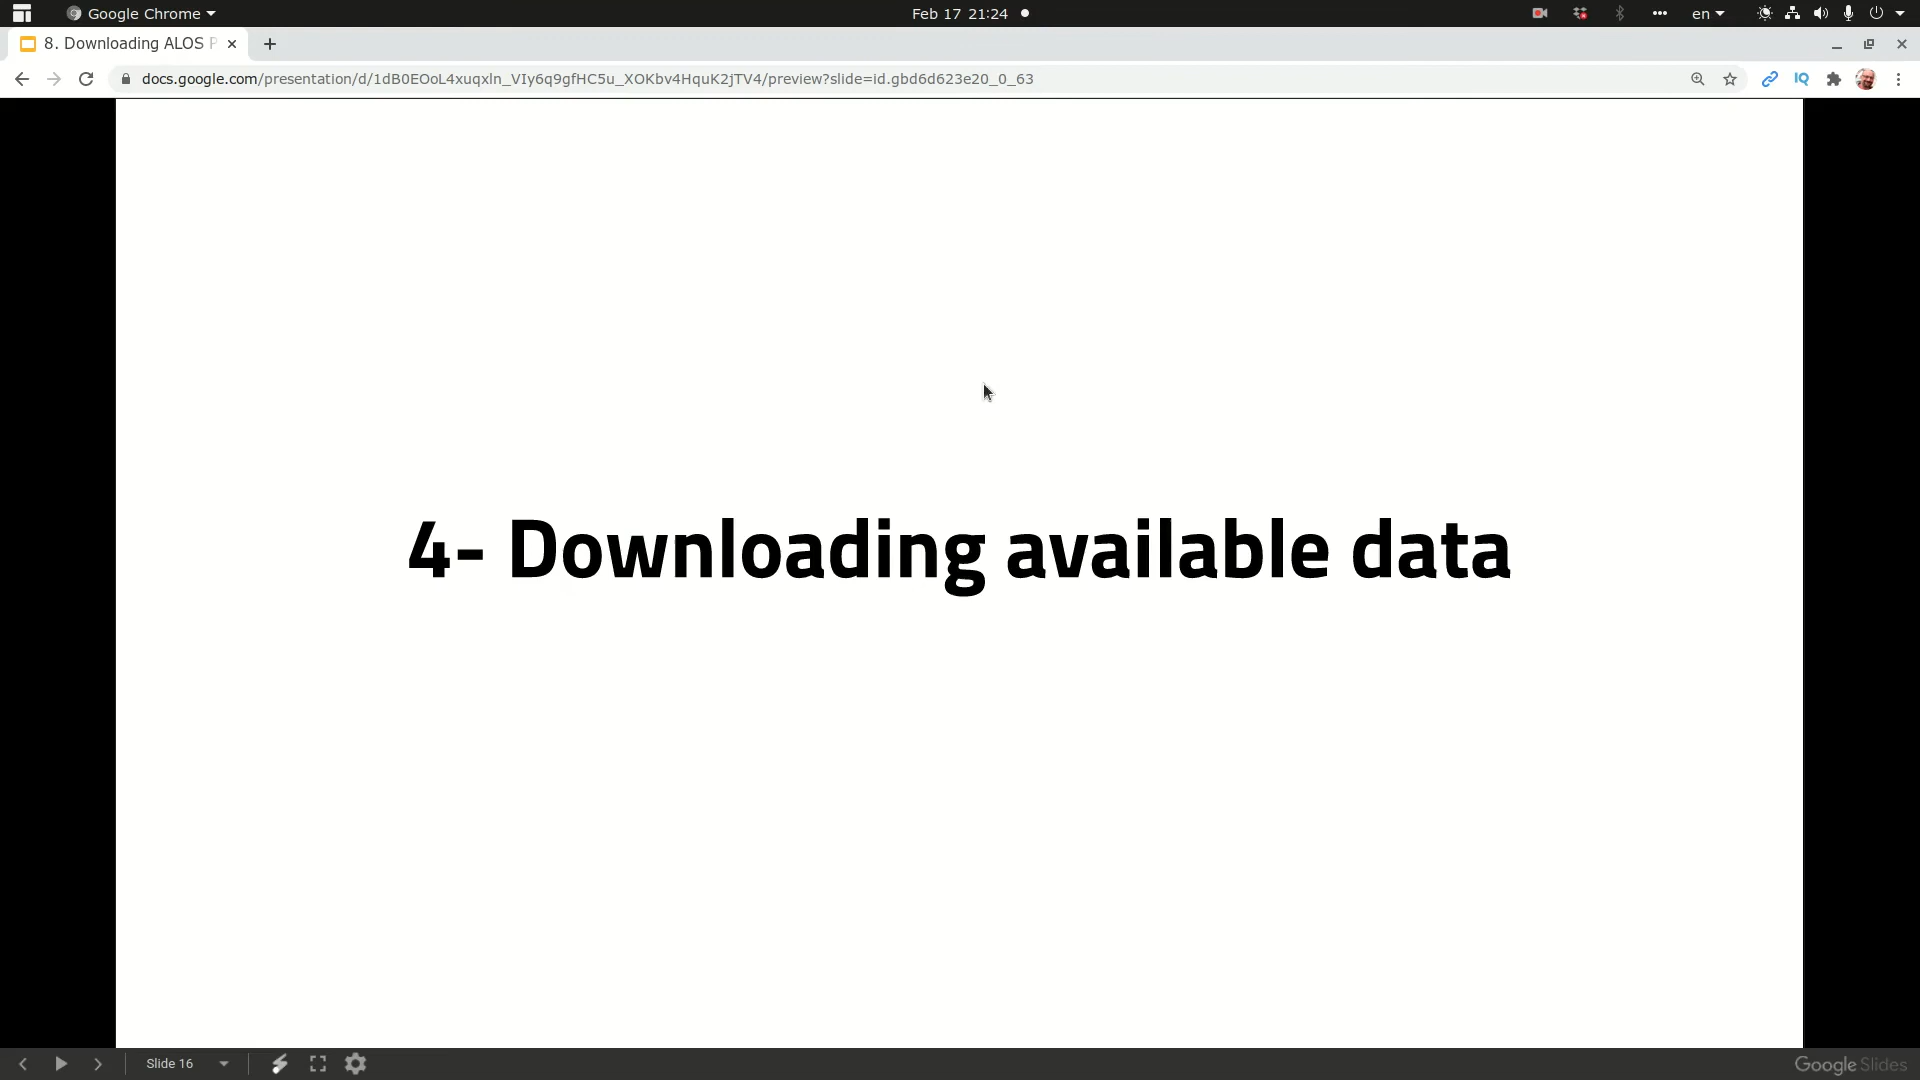 Google Chrome
Feb 17 21:24
en
8. Downloading ALOS P
docs.google.com/presentation/d/1dB0EOoL4xuqxln_VIy6q9gfHC5u_XOKbv4HquK2jTV4/preview?slide=id.gbd6d623e20_0_63
IQ
4- Downloading available data
Slide 16
Google Slides